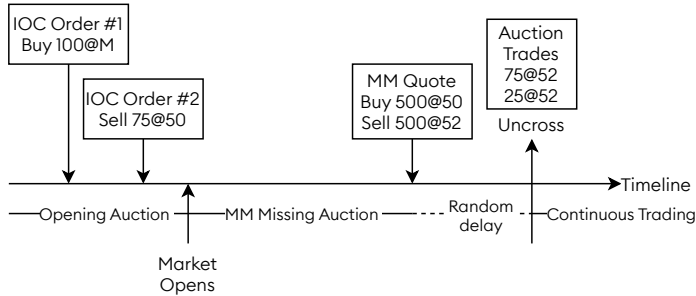 IOC Order #1
Buy 100@M
IOC Order #2
Sell 75@50
MM Quote
Buy 500@50
Sell 500@52
Auction
Trades
75@52
25@52
Uncross
Timeline
Opening Auction
MM Missing Auction
Random
delay
Continuous Trading
Market
Opens